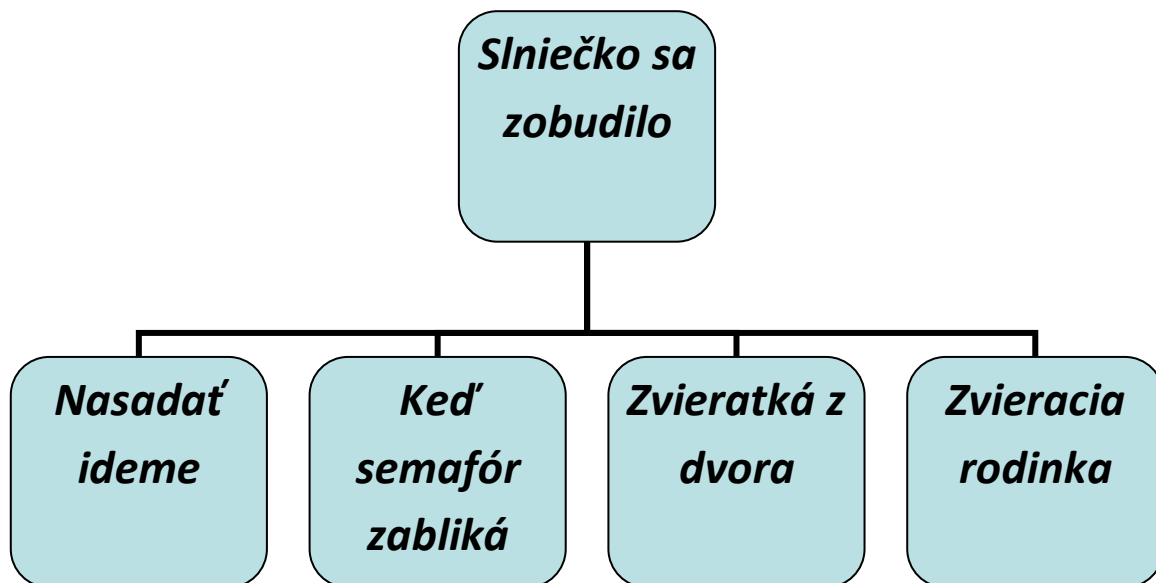 Slniečko sa
zobudilo
Nasadať
ideme
Keď
semafór
zabliká
Zvieratká z
dvora
Zvieracia
rodinka